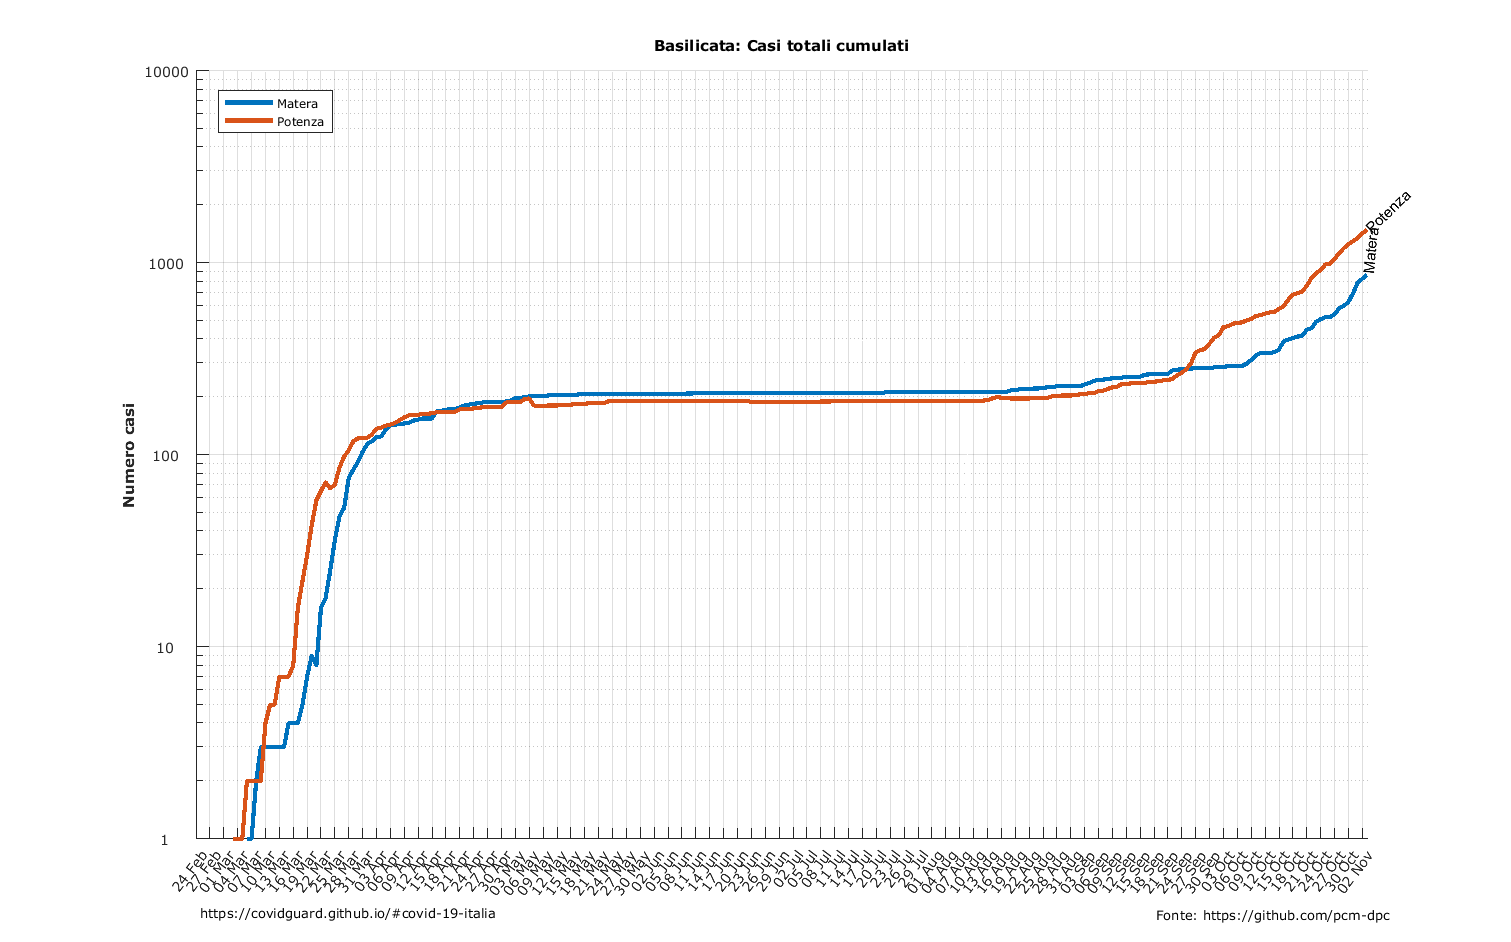 Basilicata: Casi totali cumulati
10000
1000
100
10
1
Numero casi
Matera
Potenza
Potenza
Matera
24 Feb
27 Feb
01 Mar
04 Mar
07 Mar
10 Mar
13 Mar
16 Mar
19 Mar
22 Mar
25 Mar
28 Mar
31 Mar
03 Apr
06 Apr
09 Apr
12 Apr
15 Apr
18 Apr
21 Apr
24 Apr
27 Apr
30 Apr
03 May
06 May
09 May
12 May
15 May
18 May
21 May
24 May
27 May
30 May
02 Jun
05 Jun
08 Jun
11 Jun
14 Jun
17 Jun
20 Jun
23 Jun
26 Jun
29 Jun
02 Jul
05 Jul
08 Jul
11 Jul
14 Jul
17 Jul
20 Jul
23 Jul
26 Jul
29 Jul
01 Aug
04 Aug
07 Aug
10 Aug
13 Aug
16 Aug
19 Aug
22 Aug
25 Aug
28 Aug
31 Aug
03 Sep
06 Sep
09 Sep
12 Sep
15 Sep
18 Sep
21 Sep
24 Sep
27 Sep
30 Sep
03 Oct
06 Oct
09 Oct
12 Oct
15 Oct
18 Oct
21 Oct
24 Oct
27 Oct
30 Oct
02 Nov
https://covidguard.github.io/#covid-19-italia
Fonte: https://github.com/pcm-dpc